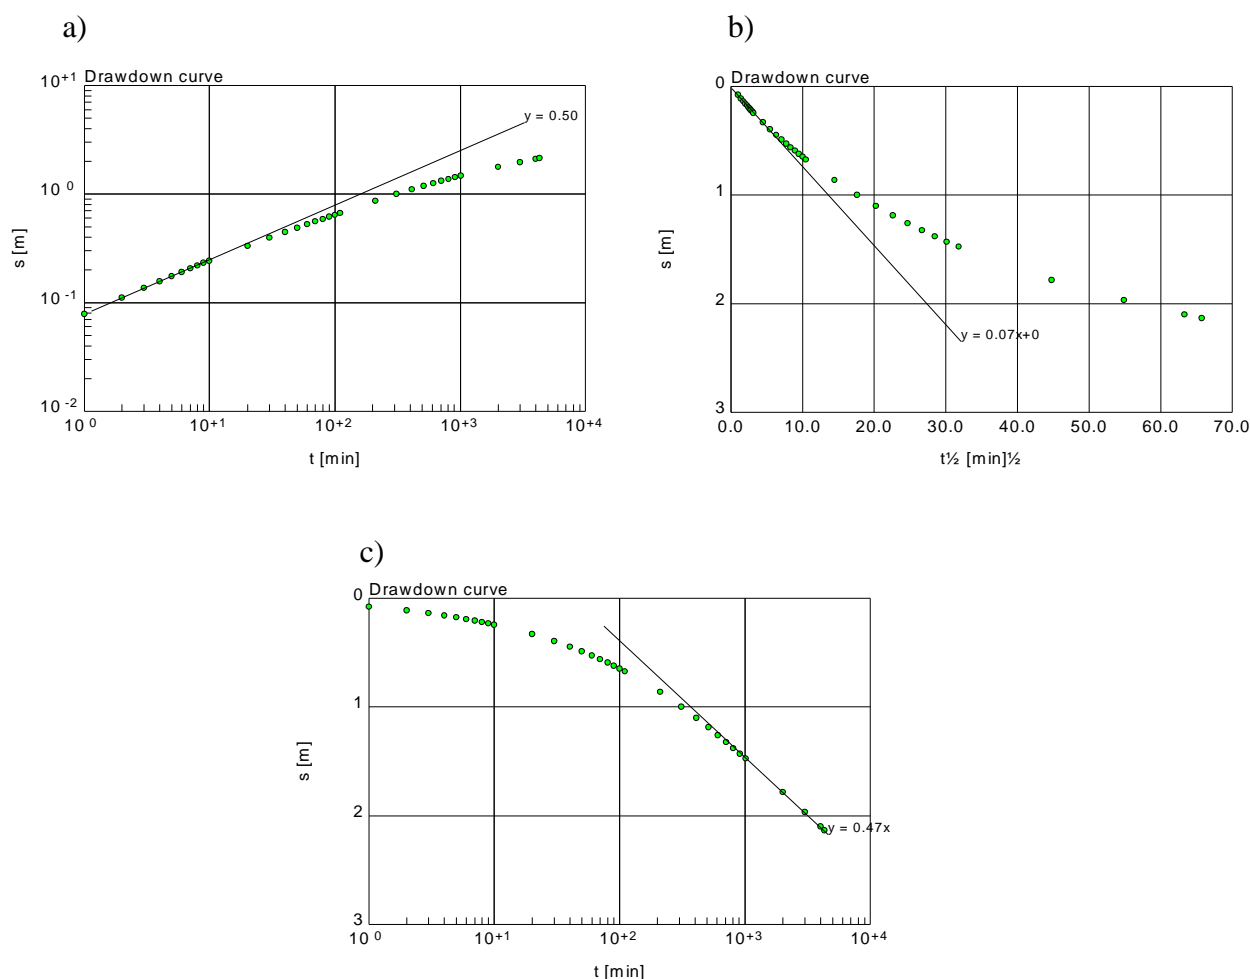 a)
Drawdown curve
10+1
10 0
10-1
10-2
s [m]
y = 0.50
10 0
10+1
10+2
10+3
10+4
t [min]
b)
Drawdown curve
0
1
2
3
s [m]
y = 0.07x+0
0.0
10.0
20.0
30.0
40.0
50.0
60.0
70.0
t½ [min]½
c)
Drawdown curve
0
1
2
3
s [m]
y = 0.47x
10 0
10+1
10+2
10+3
10+4
t [min]